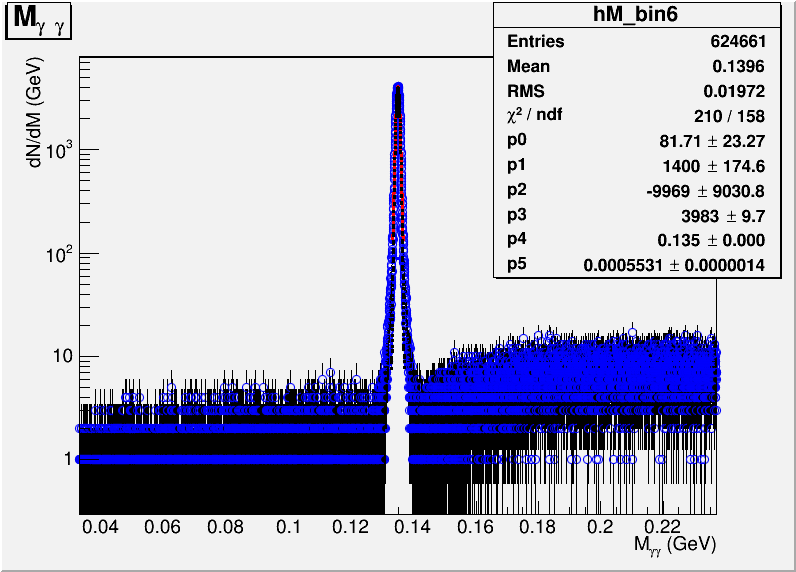 Mγ γ
hM_bin6
Entries 624661
Mean 0.1396
RMS 0.01972
χ² / ndf 210 / 158
p0 81.71 ± 23.27
p1 1400 ± 174.6
p2 -9969 ± 9030.8
p3 3983 ± 9.7
p4 0.135 ± 0.000
p5 0.0005531 ± 0.0000014
dN/dM (GeV)
10³
10²
10
1
0.04 0.06 0.08 0.1 0.12 0.14 0.16 0.18 0.2 0.22
Mγγ (GeV)